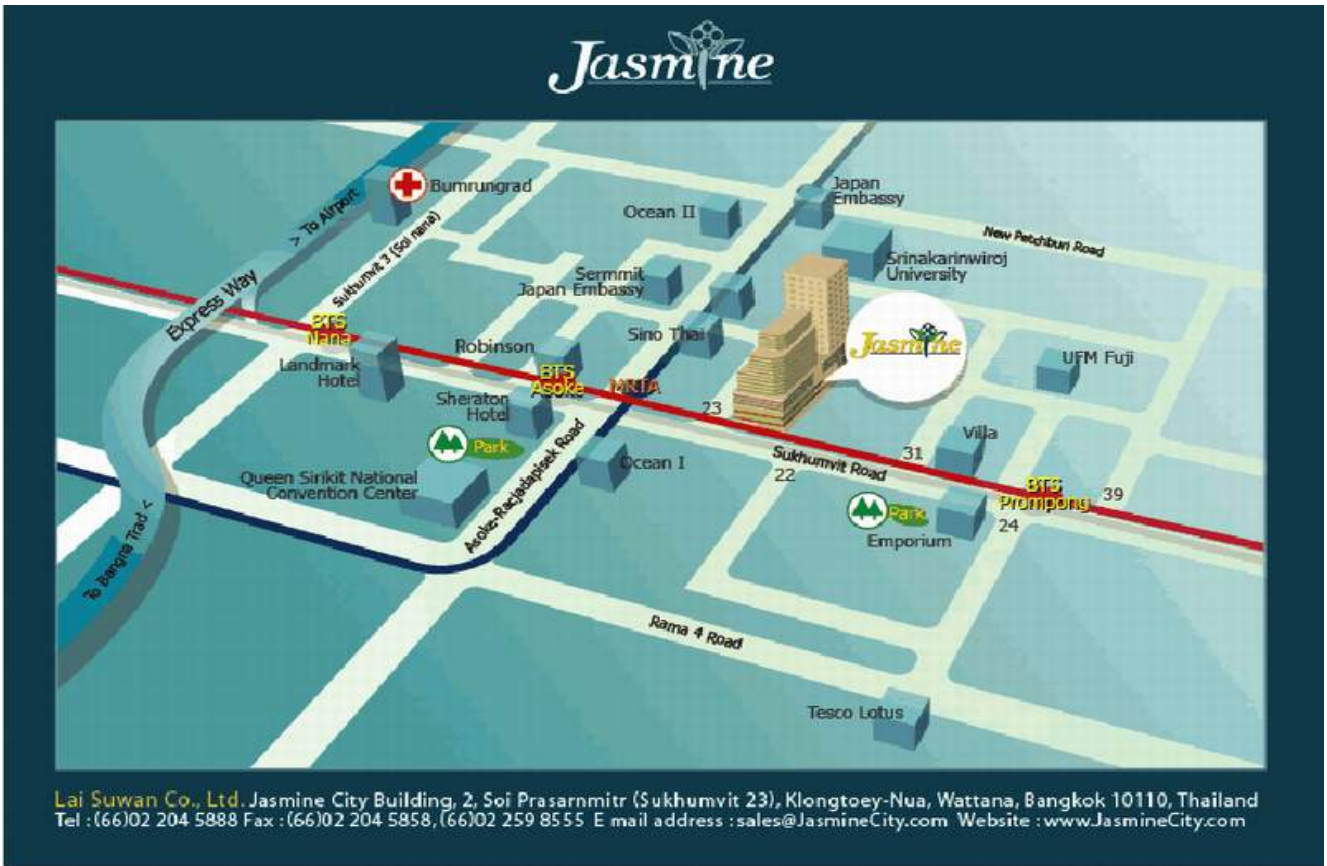 Jasmine
Bumrungrad
> To Airport
Sukhumvit 3 (Soi nana)
Express Way
To Bangna Trad <
BTS
Nana
Landmark
Hotel
Robinson
BTS
Asoke
MRTA
Sheraton
Hotel
Park
Queen Sirikit National
Convention Center
Asoke-Racjadapisek Road
Ocean I
Ocean II
Sermmit
Japan Embassy
Sino Thai
Japan
Embassy
Srinakarinwiroj
University
New Petchburi Road
Jasmine
UFM Fuji
23
Sukhumvit Road
22
31
Villa
BTS
Prompong
39
24
Park
Emporium
Rama 4 Road
Tesco Lotus
Lai Suwan Co., Ltd. Jasmine City Building, 2, Soi Prasarnmitr (Sukhumvit 23), Klongtoey-Nua, Wattana, Bangkok 10110, Thailand
Tel : (66)02 204 5888 Fax : (66)02 204 5858, (66)02 259 8555 E mail address : sales@JasmineCity.com Website : www.JasmineCity.com